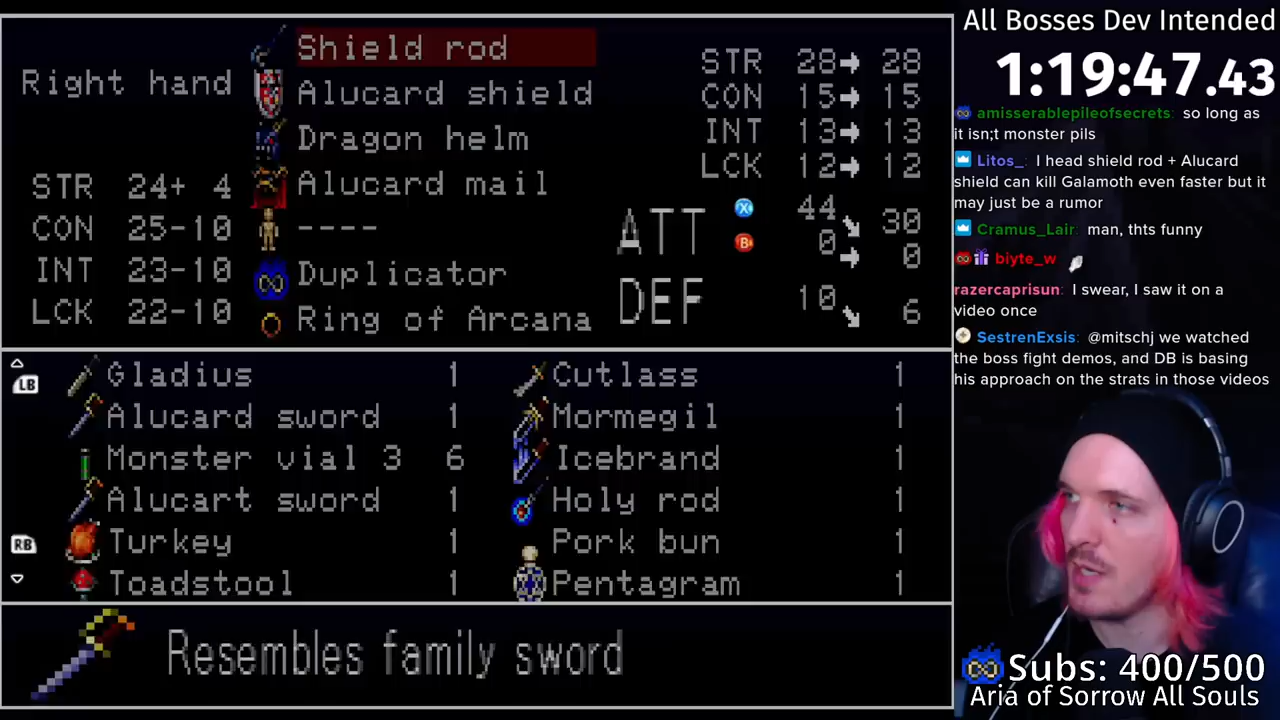 Right hand
Shield rod
Alucard shield
Dragon helm
Alucard mail
----
Duplicator
Ring of Arcana
STR 24+ 4
CON 25-10
INT 23-10
LCK 22-10
STR 28 28
CON 15 15
INT 13 13
LCK 12 12
ATT X 44 30
B 0 0
DEF 10 6
LB
Gladius 1 Cutlass 1
Alucard sword 1 Mormegil 1
Monster vial 3 6 Icebrand 1
Alucart sword 1 Holy rod 1
RB
Turkey 1 Pork bun 1
Toadstool 1 Pentagram 1
Resembles family sword
All Bosses Dev Intended
1:19:47.43
amisserablepileofsecrets: so long as
it isn;t monster pils
Litos_: I head shield rod + Alucard
shield can kill Galamoth even faster but it
may just be a rumor
Cramus_Lair: man, thts funny
biyte_w
razercaprisun: I swear, I saw it on a
video once
SestrenExsis: @mitschj we watched
the boss fight demos, and DB is basing
his approach on the strats in those videos
Subs: 400/500
Aria of Sorrow All Souls